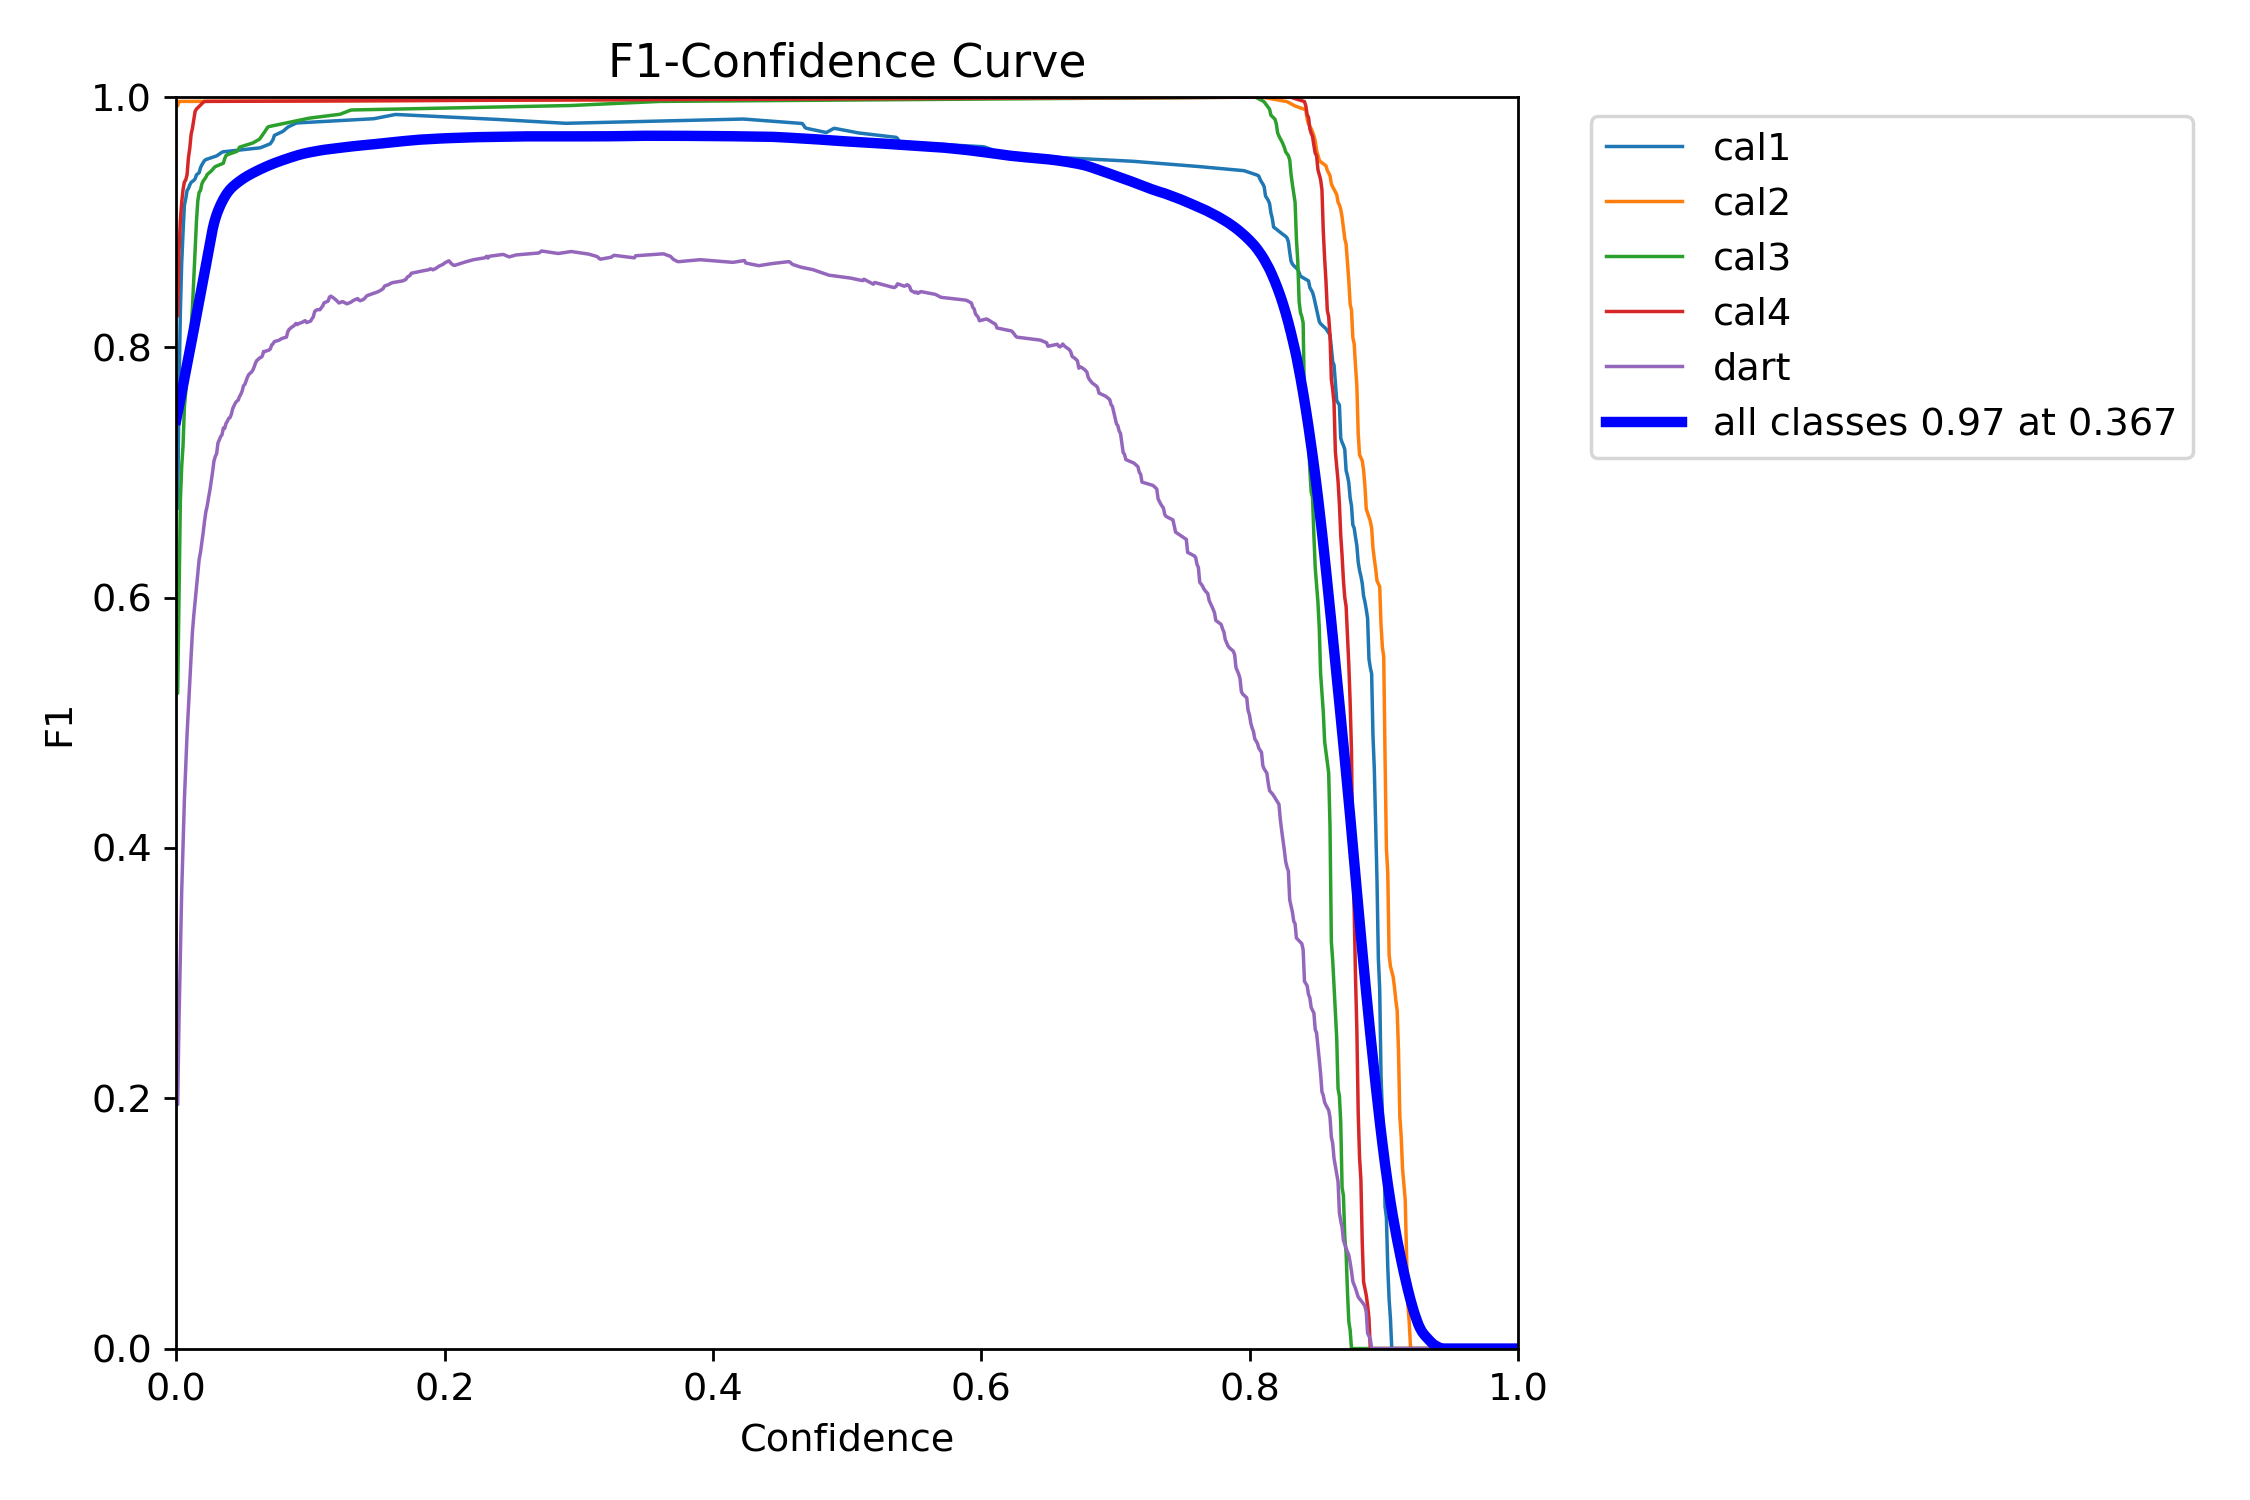 F1-Confidence Curve
1.0
0.8
0.6
0.4
0.2
0.0
F1
0.0 0.2 0.4 0.6 0.8 1.0
Confidence
cal1
cal2
cal3
cal4
dart
all classes 0.97 at 0.367